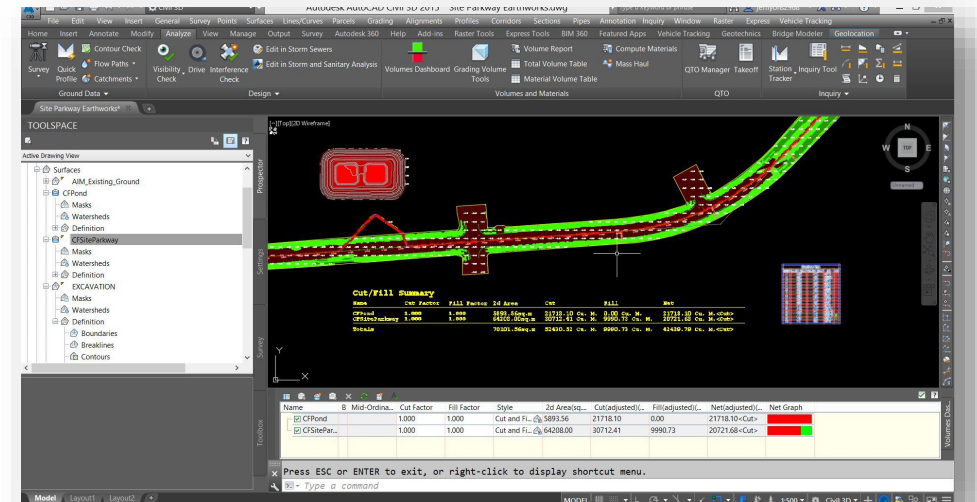 Autodesk AutoCAD Civil 3D 2015 Site Parkway Earthworks.dwg
File Edit View Insert General Survey Points Surfaces Lines/Curves Parcels Grading Alignments Profiles Corridors Sections Pipes Annotation Inquiry Window Raster Express Vehicle Tracking
Home Insert Annotate Modify Analyze View Manage Output Survey Autodesk 360 Help Add-ins Raster Tools Express Tools BIM 360 Featured Apps Vehicle Tracking Geotechnics Bridge Modeler Geolocation
Survey
Quick Profile
Contour Check
Flow Paths
Catchments
Visibility Check
Drive
Interference Check
Edit in Storm Sewers
Edit in Storm and Sanitary Analysis
Volumes Dashboard
Grading Volume Tools
Volume Report
Total Volume Table
Material Volume Table
Compute Materials
Mass Haul
QTO Manager
Takeoff
Station Tracker
Inquiry Tool
Ground Data
Design
Volumes and Materials
QTO
Inquiry
Site Parkway Earthworks*
TOOLSPACE
Active Drawing View
Surfaces
AIM_Existing_Ground
CFPond
Masks
Watersheds
Definition
CFSiteParkway
Masks
Watersheds
Definition
EXCAVATION
Masks
Watersheds
Definition
Boundaries
Breaklines
Contours
Prospector
Settings
Survey
Toolbox
[-][Top][2D Wireframe]
N
W TOP E
S
Unnamed
Cut/Fill Summary
Name Cut Factor Fill Factor 2d Area Cut Fill Net
CFPond 1.000 1.000 5893.56sq.m 21718.10 Cu. M. 0.00 Cu. M. 21718.10 Cu. M.<Cut>
CFSiteParkway 1.000 1.000 64208.00sq.m 30712.41 Cu. M. 9990.73 Cu. M. 20721.68 Cu. M.<Cut>
Totals 70101.56sq.m 52430.52 Cu. M. 9990.73 Cu. M. 42439.79 Cu. M.<Cut>
Y
X
Name B Mid-Ordina... Cut Factor Fill Factor Style 2d Area(sq... Cut(adjusted)(... Fill(adjusted)(... Net(adjusted)(... Net Graph
CFPond 1.000 1.000 Cut and Fi... 5893.56 21718.10 0.00 21718.10<Cut>
CFSitePar... 1.000 1.000 Cut and Fi... 64208.00 30712.41 9990.73 20721.68<Cut>
Volumes Das...
Press ESC or ENTER to exit, or right-click to display shortcut menu.
Type a command
Model Layout1 Layout2
MODEL 1:500 Civil 3D